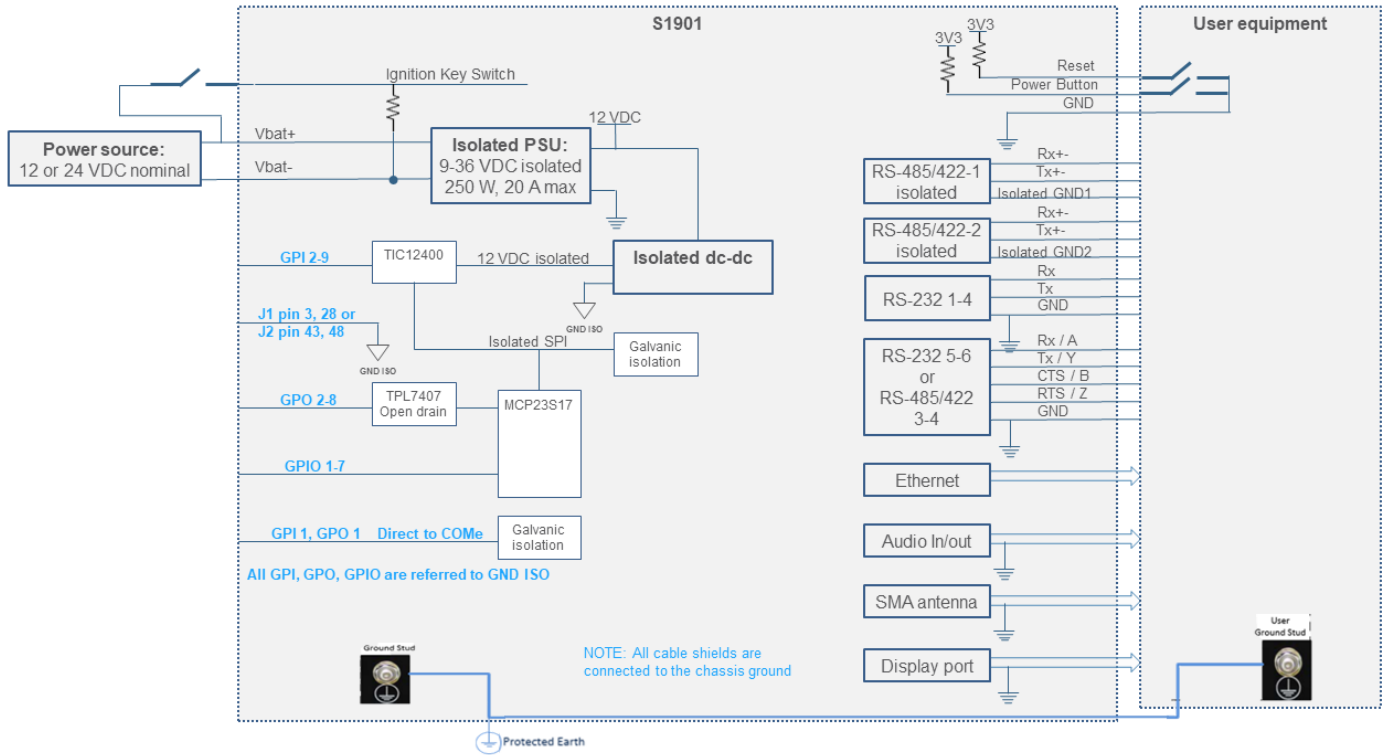 S1901
User equipment
3V3
3V3
Ignition Key Switch
Reset
Power Button
GND
Power source:
12 or 24 VDC nominal
Vbat+
Vbat-
Isolated PSU:
9-36 VDC isolated
250 W, 20 A max
12 VDC
RS-485/422-1
isolated
Rx+-
Tx+-
Isolated GND1
RS-485/422-2
isolated
Rx+-
Tx+-
Isolated GND2
GPI 2-9
TIC12400
12 VDC isolated
Isolated dc-dc
GND ISO
RS-232 1-4
Rx
Tx
GND
J1 pin 3, 28 or
J2 pin 43, 48
GND ISO
Isolated SPI
Galvanic
isolation
RS-232 5-6
or
RS-485/422
3-4
Rx / A
Tx / Y
CTS / B
RTS / Z
GND
GPO 2-8
TPL7407
Open drain
MCP23S17
GPIO 1-7
Ethernet
GPI 1, GPO 1 Direct to COMe
Galvanic
isolation
Audio In/out
All GPI, GPO, GPIO are referred to GND ISO
SMA antenna
Ground Stud
NOTE: All cable shields are
connected to the chassis ground
Display port
User
Ground Stud
Protected Earth